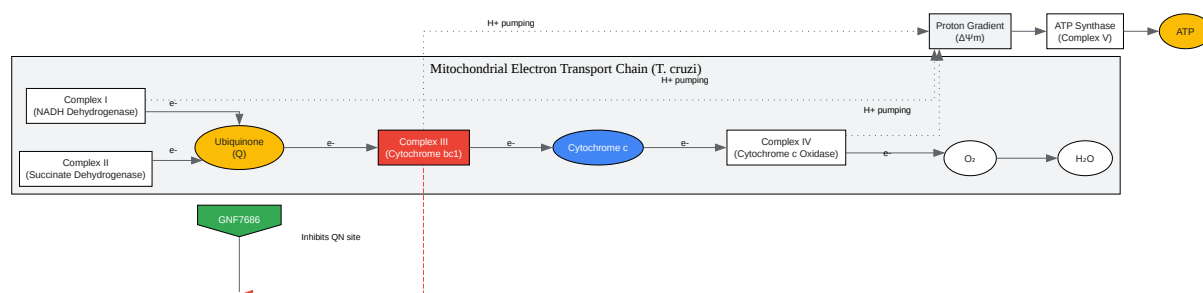 H+ pumping
Proton Gradient
(ΔΨm)
ATP Synthase
(Complex V)
ATP
Mitochondrial Electron Transport Chain (T. cruzi)
H+ pumping
Complex I
(NADH Dehydrogenase)
e-
H+ pumping
Ubiquinone
(Q)
e-
Complex III
(Cytochrome bc1)
e-
Cytochrome c
e-
Complex IV
(Cytochrome c Oxidase)
e-
O₂
H₂O
e-
Complex II
(Succinate Dehydrogenase)
GNF7686
Inhibits QN site